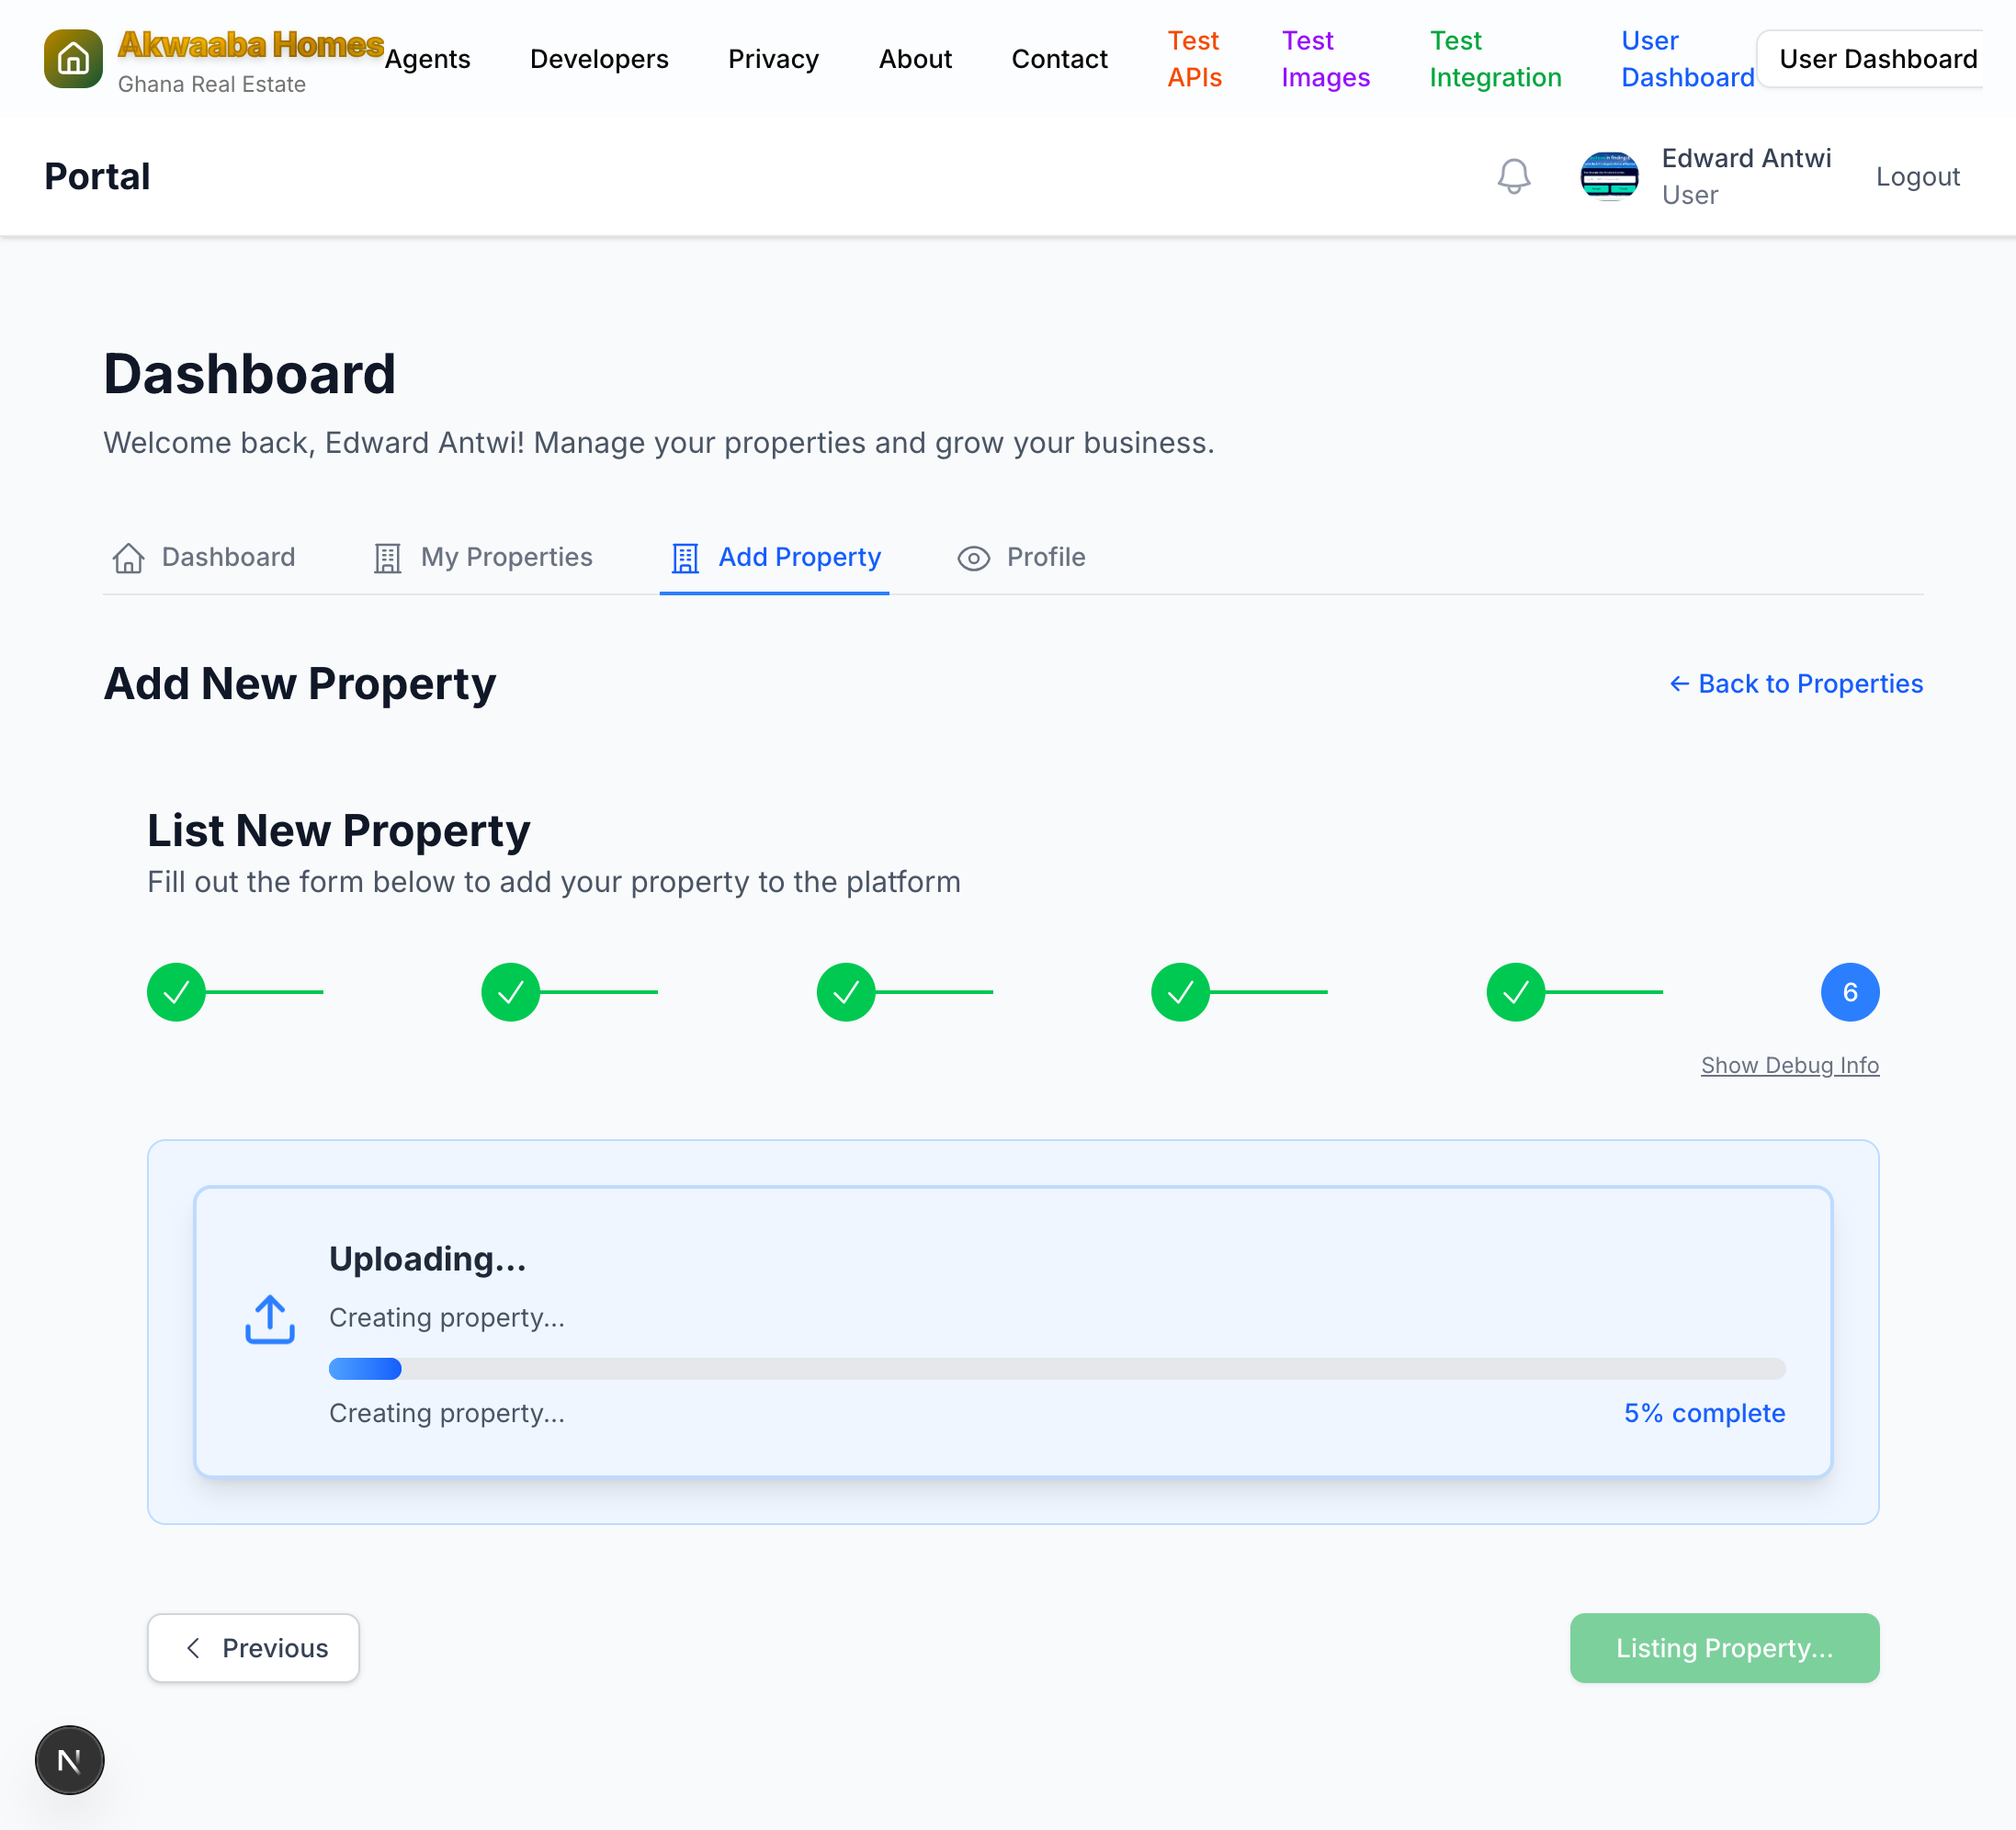 Akwaaba Homes
Ghana Real Estate
Agents
Developers
Privacy
About
Contact
Test
APIs
Test
Images
Test
Integration
User
Dashboard
User Dashboard
Portal
Edward Antwi
User
Logout
Dashboard
Welcome back, Edward Antwi! Manage your properties and grow your business.
Dashboard
My Properties
Add Property
Profile
Add New Property
← Back to Properties
List New Property
Fill out the form below to add your property to the platform
6
Show Debug Info
Uploading...
Creating property...
Creating property...
5% complete
Previous
Listing Property...
N